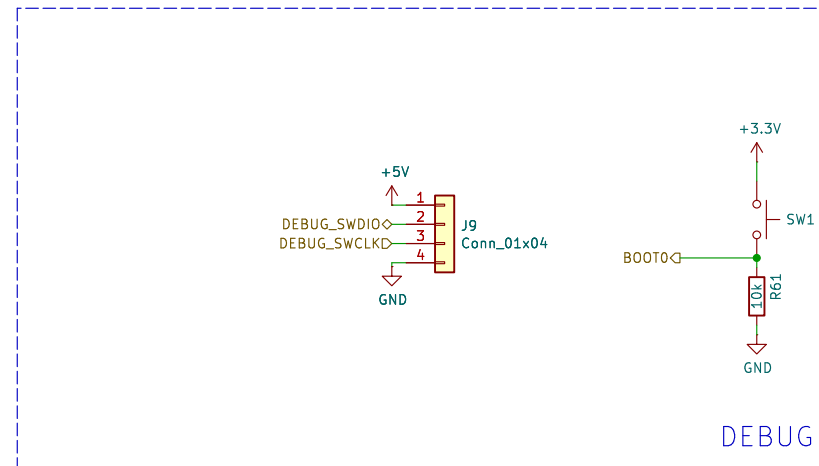 +3.3V
+5V
1
DEBUG_SWDIO 2
DEBUG_SWCLK 3
4
J9
Conn_01x04
GND
SW1
BOOT0
10k
R61
GND
DEBUG